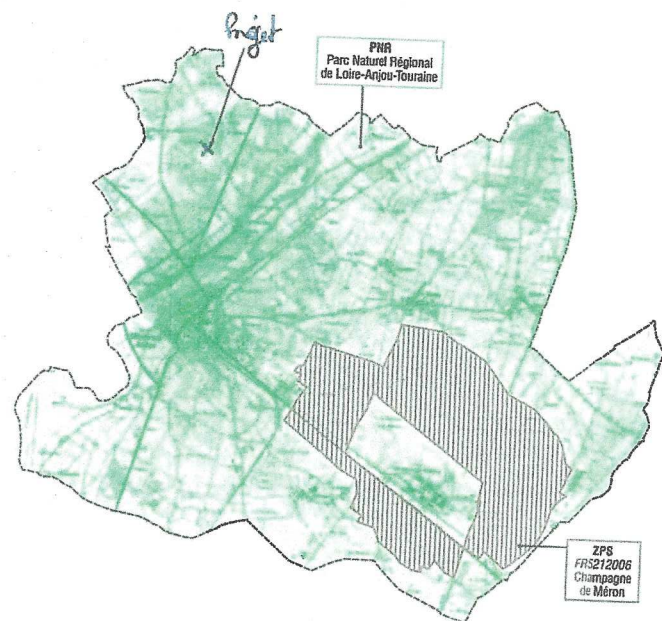 Projet
PNR
Parc Naturel Régional
de Loire-Anjou-Touraine
ZPS
FR5212006
Champagne
de Méron